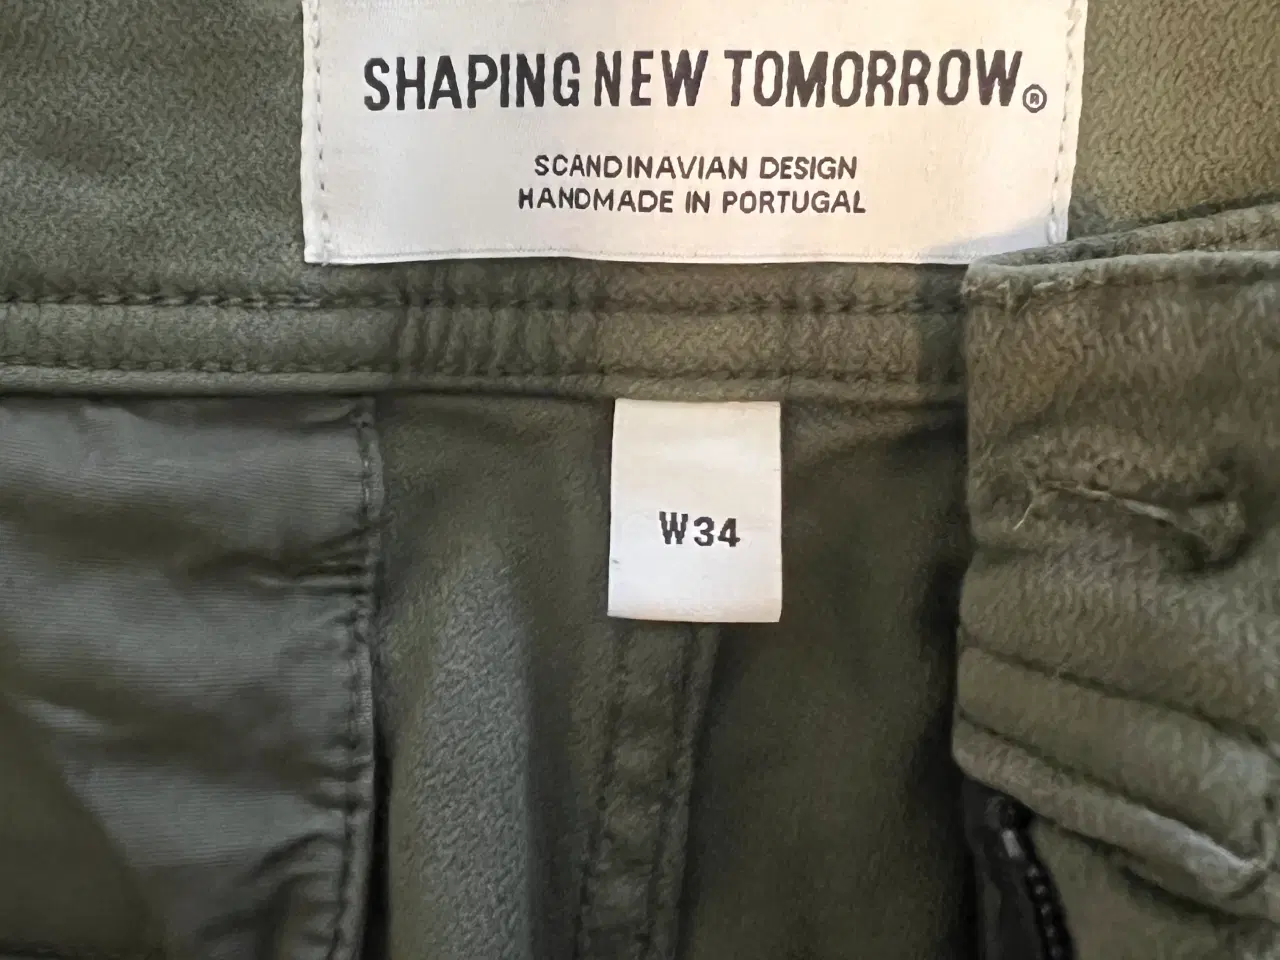 SHAPING NEW TOMORROW®
SCANDINAVIAN DESIGN
HANDMADE IN PORTUGAL
W34